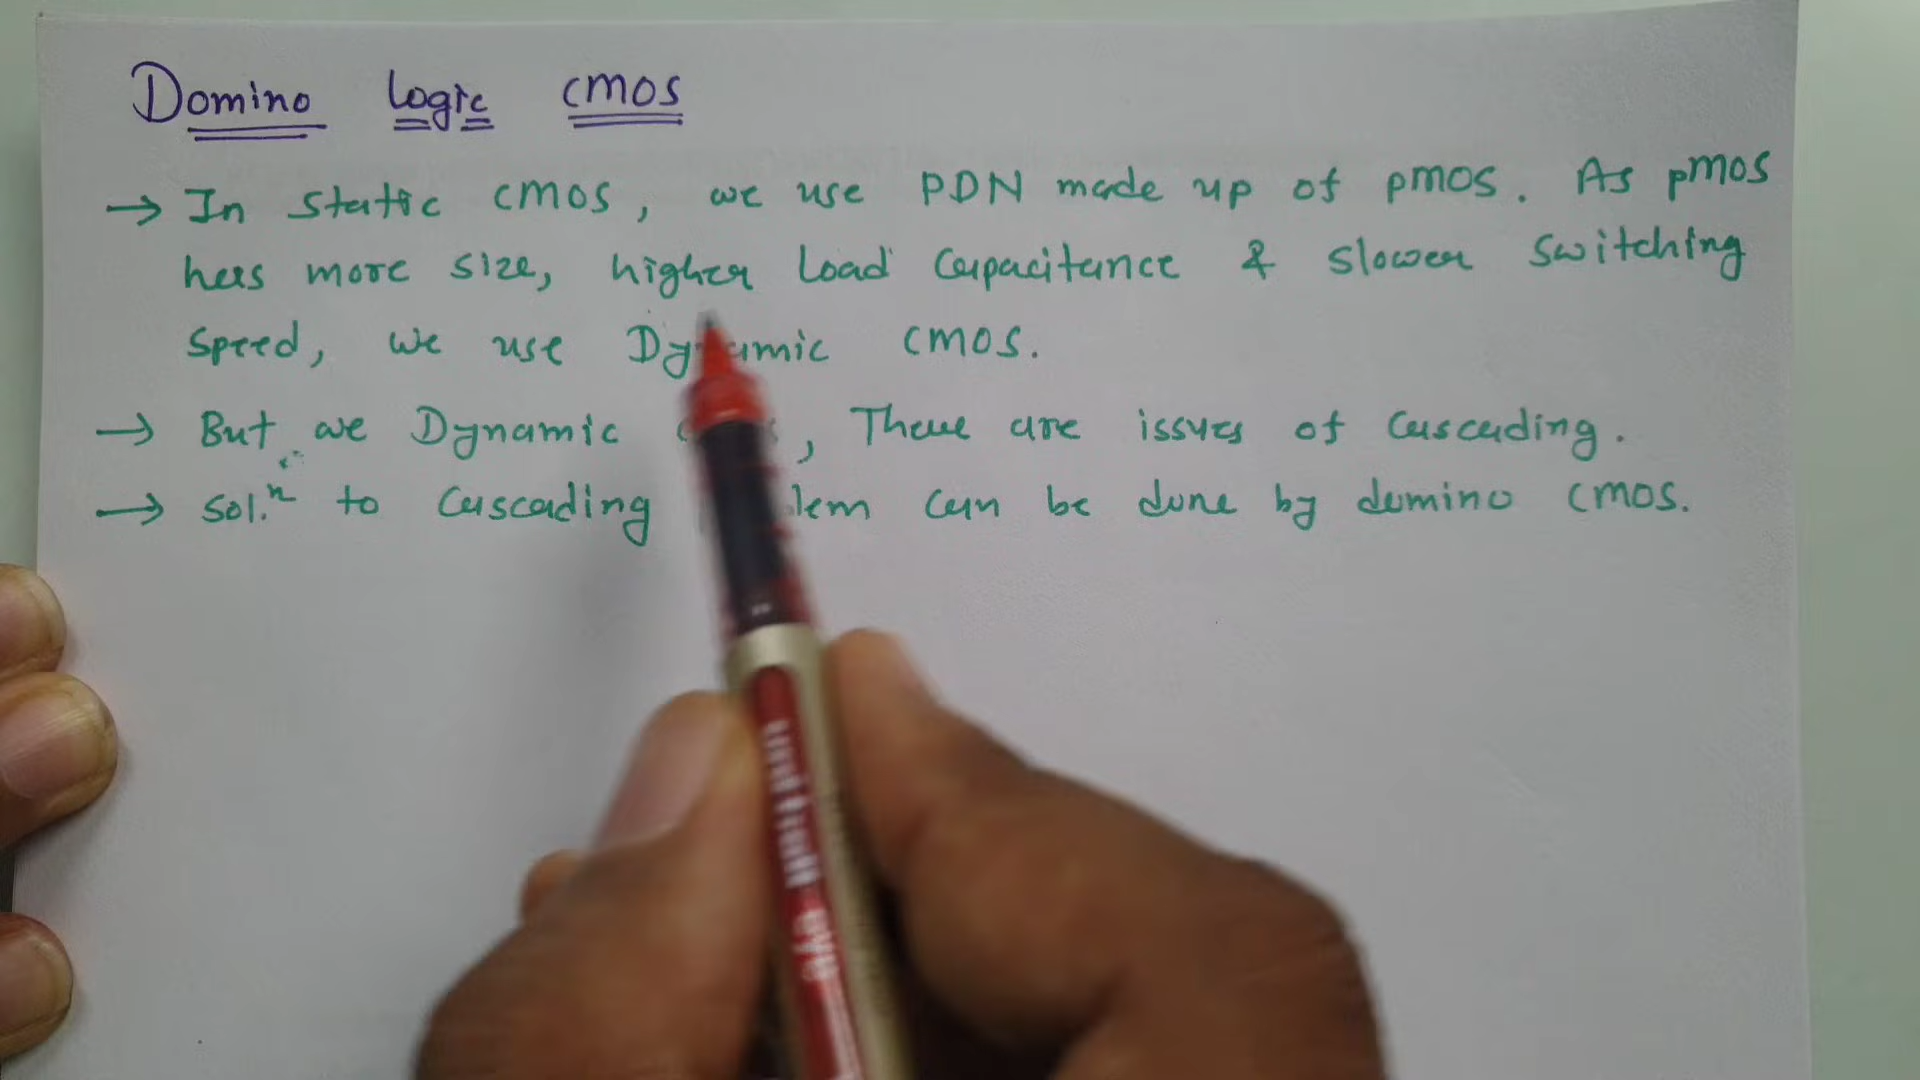 Domino Logic CMOS
→ In static CMOS, we use PDN made up of pMOS. As pMOS
has more size, higher Load Capacitance & slower switching
speed, we use Dynamic CMOS.
→ But we Dynamic , There are issues of Cascading.
→ Sol.ⁿ to Cascading can be done by domino CMOS.
eye